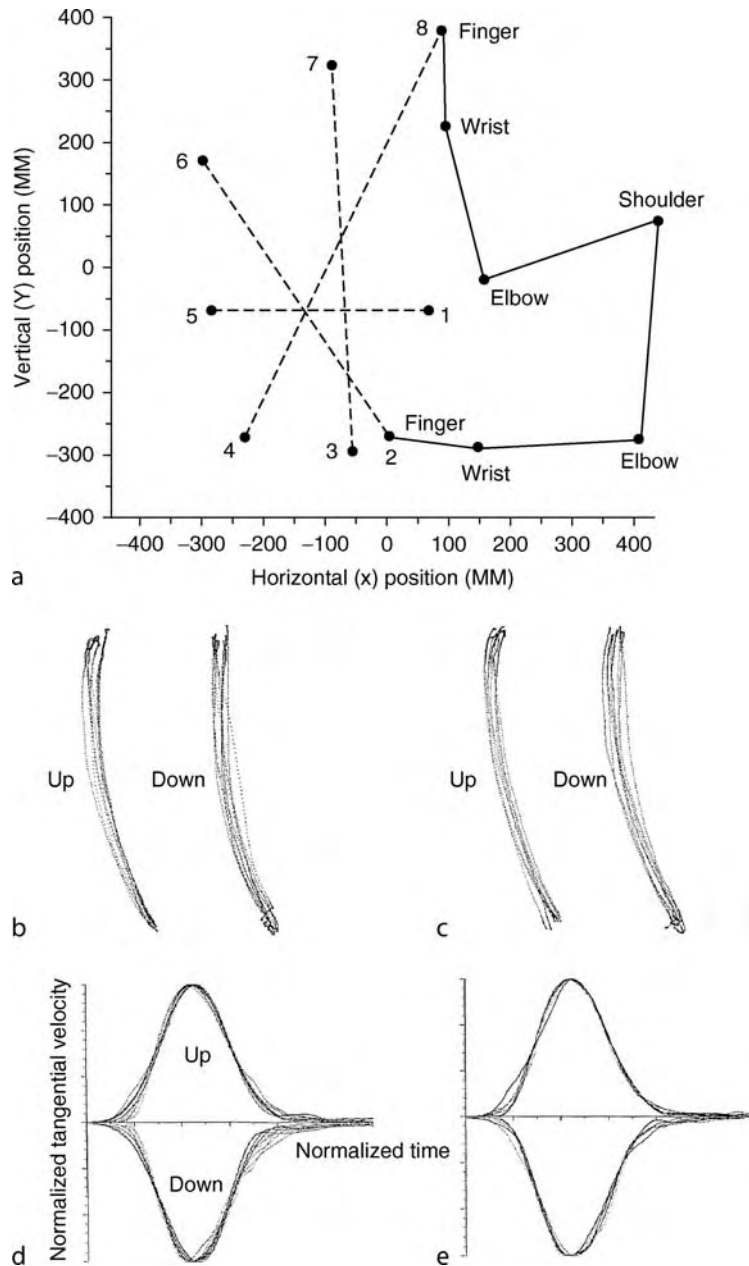 400
8
Finger
300
7
200
Wrist
6
100
Shoulder
0
5
1
Elbow
−100
−200
Finger
−300
4
3
2
Wrist
Elbow
−400
−400 −300 −200 −100 0 100 200 300 400
Vertical (Y) position (MM)
Horizontal (x) position (MM)
a
Up
Down
Up
Down
b
c
Normalized tangential velocity
Up
Normalized time
Down
d
e